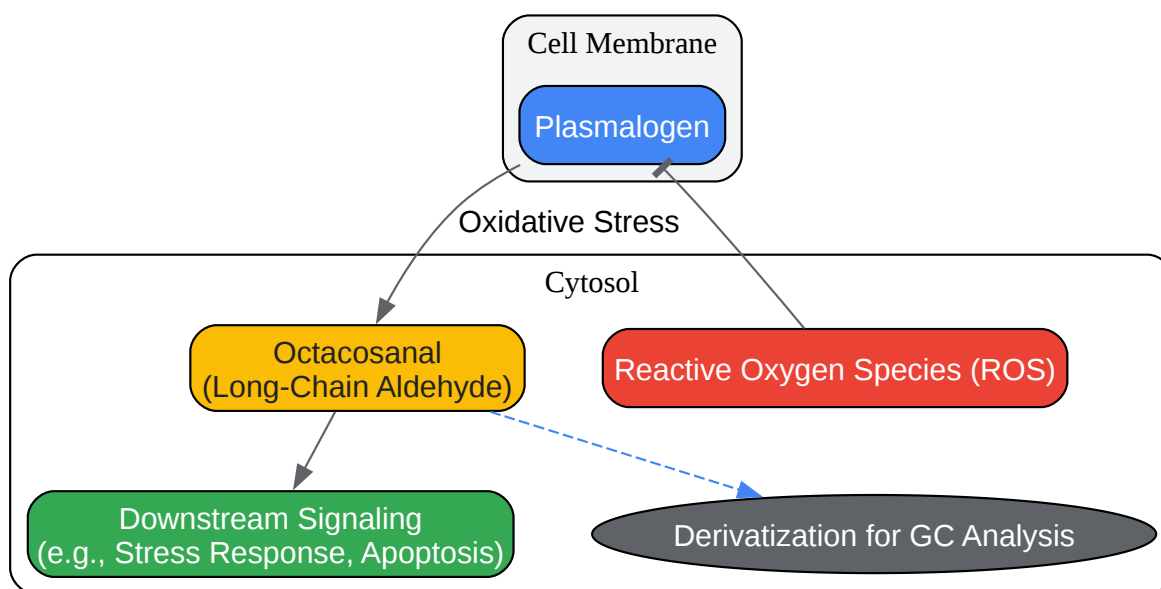 Cell Membrane
Plasmalogen
Oxidative Stress
Cytosol
Octacosanal
(Long-Chain Aldehyde)
Reactive Oxygen Species (ROS)
Downstream Signaling
(e.g., Stress Response, Apoptosis)
Derivatization for GC Analysis